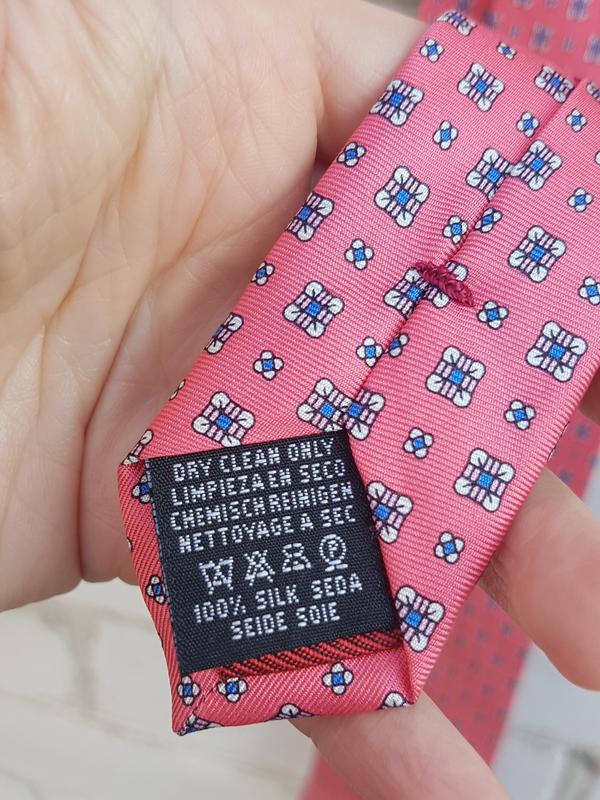 DRY CLEAN ONLY
LIMPIEZA EN SECO
CHEMISCH REINIGEN
NETTOYAGE A SEC
P
100% SILK SEDA
SEIDE SOIE